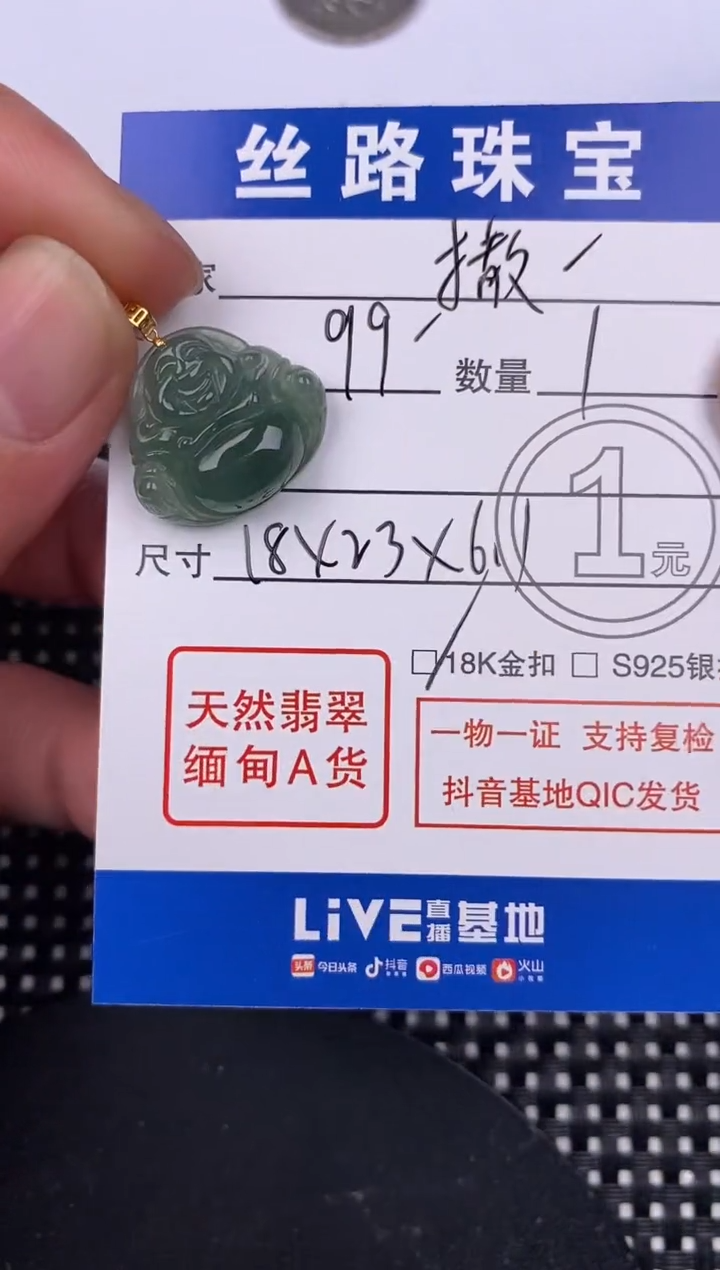 丝路珠宝
家 撒
99 数量 1
尺寸 18X23X6.1
1元
18K金扣 S925银
天然翡翠
缅甸A货
一物一证 支持复检
抖音基地QIC发货
LiVE直播基地
头条 今日头条 抖音 西瓜视频 火山